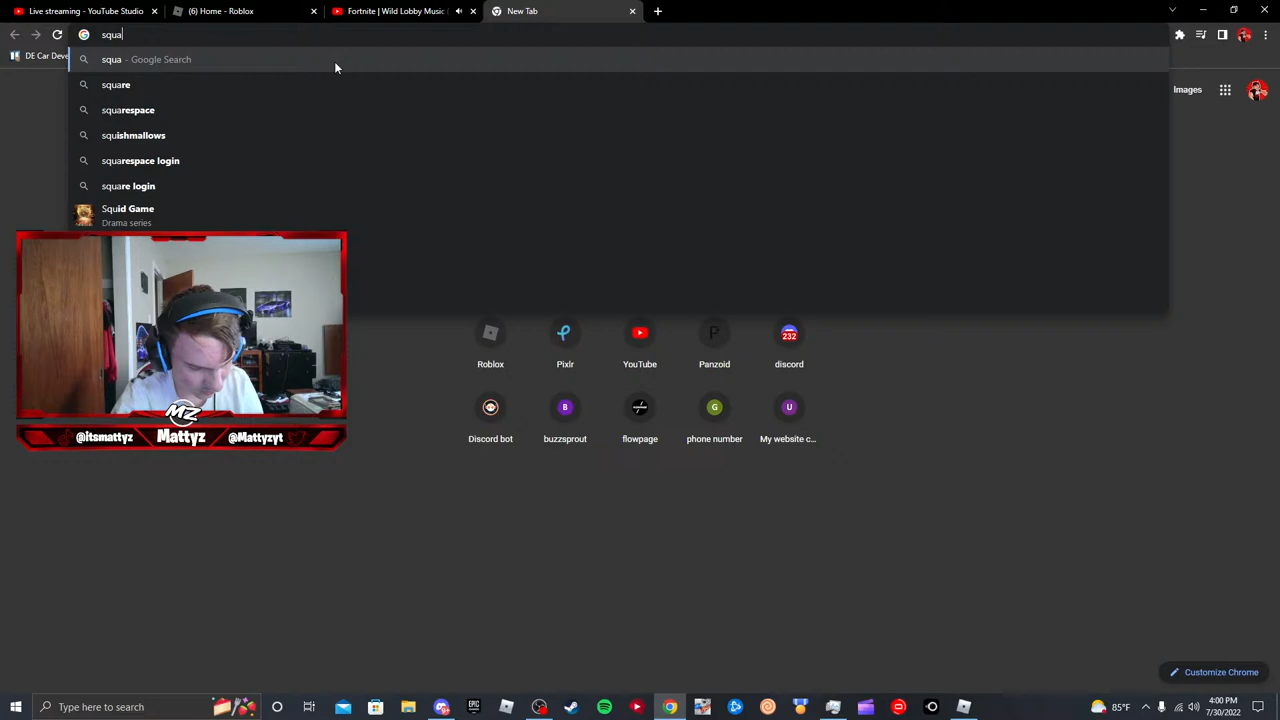 Live streaming - YouTube Studio
(6) Home - Roblox
Fortnite | Wild Lobby Music
New Tab
squa
DE Car Deve
squa - Google Search
square
squarespace
squishmallows
squarespace login
square login
Squid Game
Drama series
Images
MZ
@itsmattyz
Mattyz
@Mattyzyt
Roblox
Pixlr
YouTube
Panzoid
232
discord
Discord bot
B
buzzsprout
flowpage
G
phone number
U
My website c...
Customize Chrome
Type here to search
EPIC
85°F
4:00 PM
7/30/2022